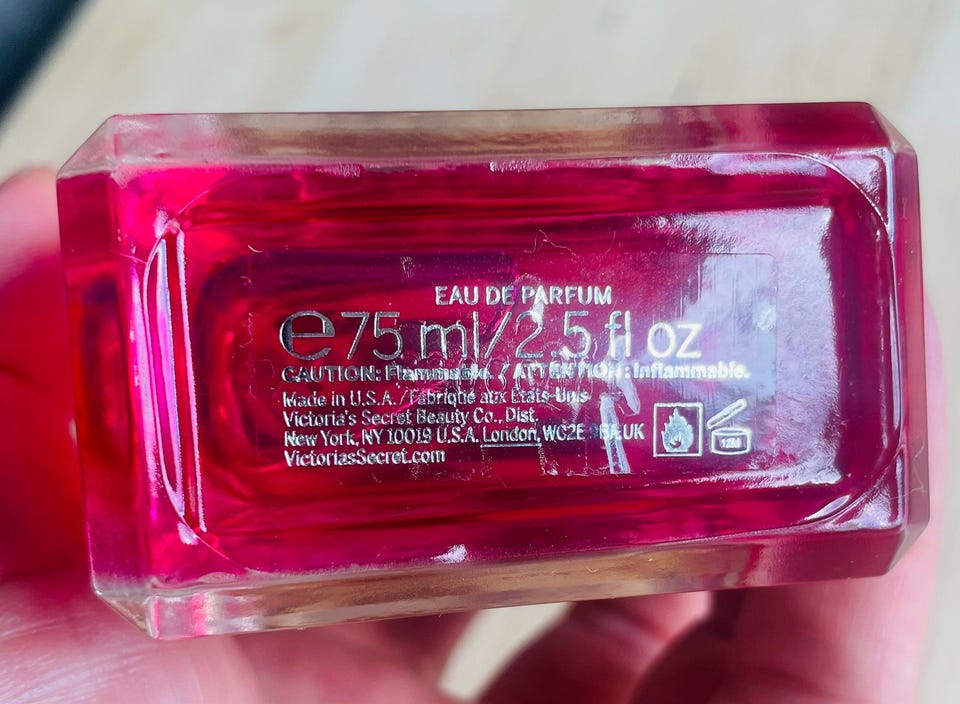 EAU DE PARFUM
e 75 ml/2.5 fl oz
CAUTION: Flammable. / ATTENTION: Inflammable.
Made in U.S.A. / Fabriqué aux États-Unis
Victoria's Secret Beauty Co., Dist.
New York, NY 10019 U.S.A. London, WC2E UK
VictoriasSecret.com
12M